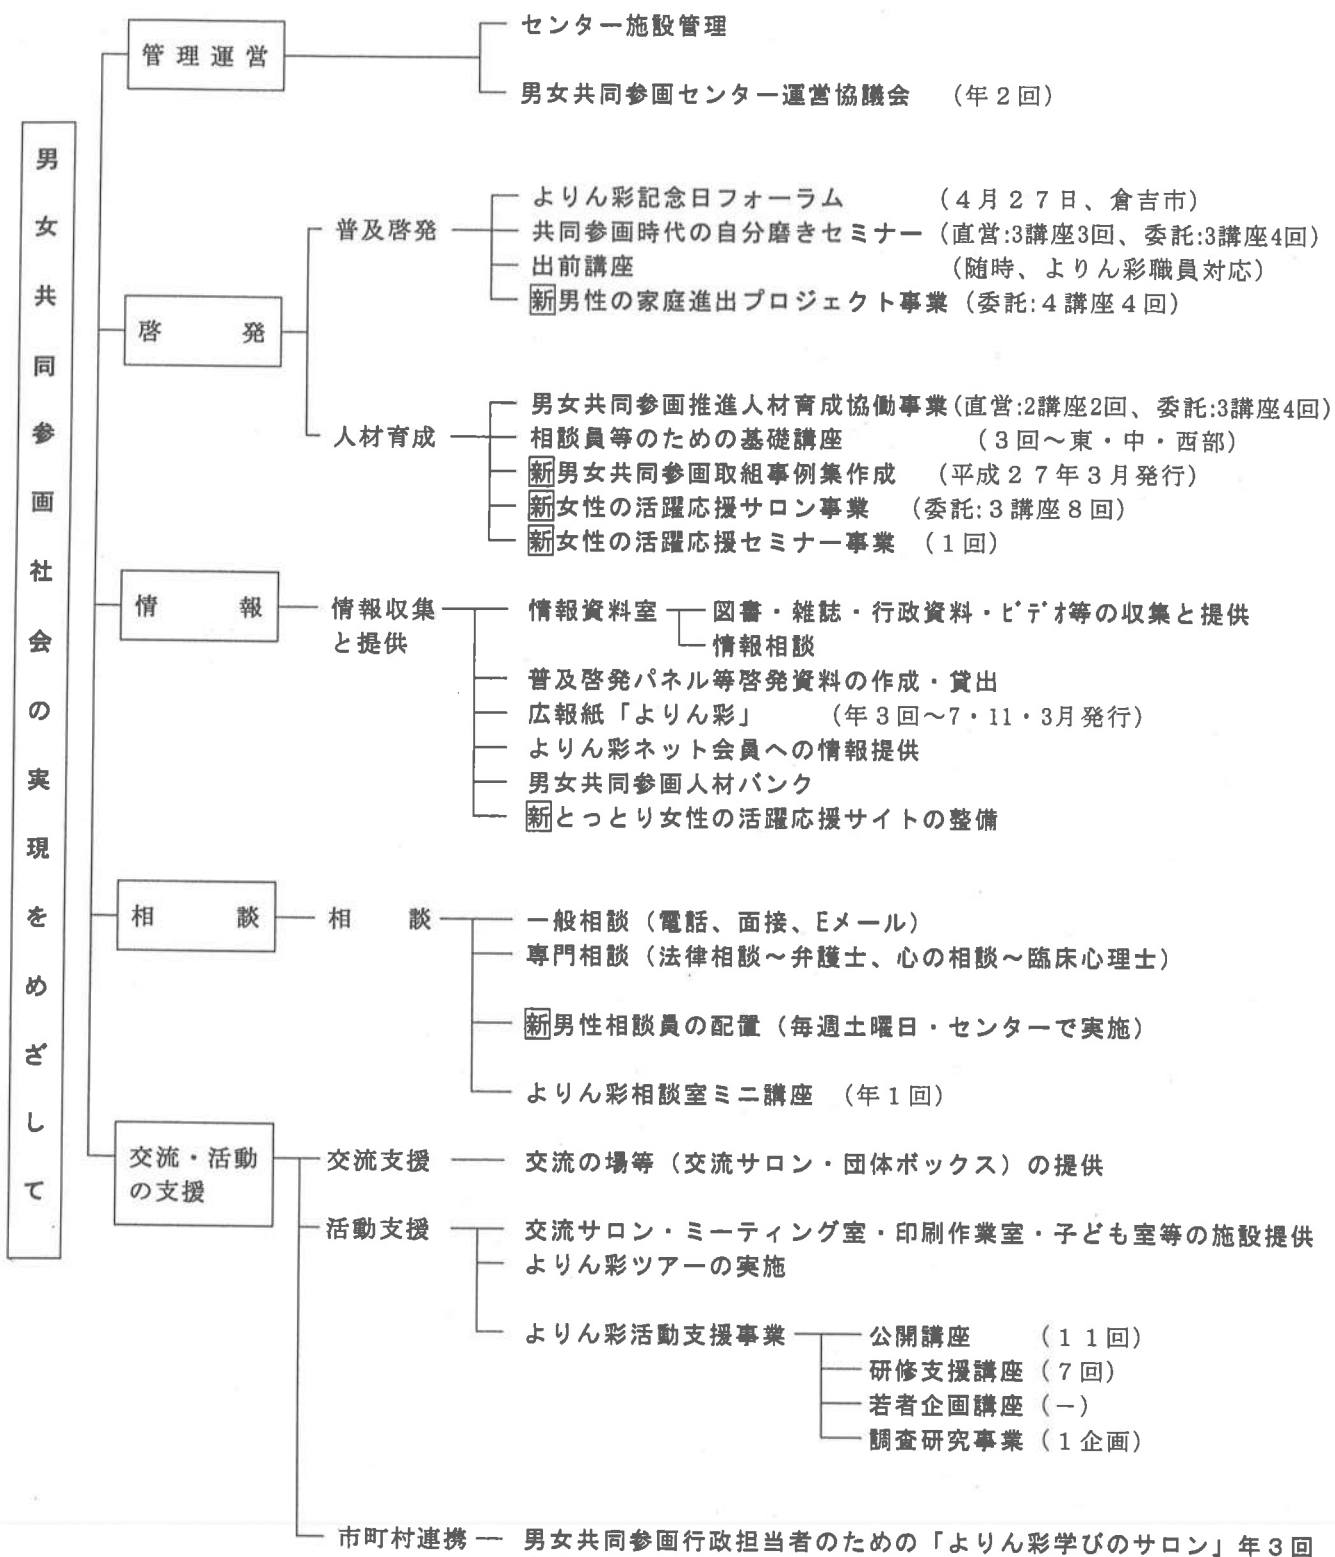 男女共同参画社会の実現をめざして
管理運営
センター施設管理
男女共同参画センター運営協議会 (年2回)
啓発
普及啓発
よりん彩記念日フォーラム (4月27日、倉吉市)
共同参画時代の自分磨きセミナー (直営:3講座3回、委託:3講座4回)
出前講座 (随時、よりん彩職員対応)
新男性の家庭進出プロジェクト事業 (委託:4講座4回)
人材育成
男女共同参画推進人材育成協働事業 (直営:2講座2回、委託:3講座4回)
相談員等のための基礎講座 (3回~東・中・西部)
新男女共同参画取組事例集作成 (平成27年3月発行)
新女性の活躍応援サロン事業 (委託:3講座8回)
新女性の活躍応援セミナー事業 (1回)
情報
情報収集
と提供
情報資料室
図書・雑誌・行政資料・ビデオ等の収集と提供
情報相談
普及啓発パネル等啓発資料の作成・貸出
広報紙「よりん彩」 (年3回~7・11・3月発行)
よりん彩ネット会員への情報提供
男女共同参画人材バンク
新とっとり女性の活躍応援サイトの整備
相談
相談
一般相談(電話、面接、Eメール)
専門相談(法律相談~弁護士、心の相談~臨床心理士)
新男性相談員の配置(毎週土曜日・センターで実施)
よりん彩相談室ミニ講座 (年1回)
交流・活動
の支援
交流支援
交流の場等(交流サロン・団体ボックス)の提供
活動支援
交流サロン・ミーティング室・印刷作業室・子ども室等の施設提供
よりん彩ツアーの実施
よりん彩活動支援事業
公開講座 (11回)
研修支援講座 (7回)
若者企画講座 (-)
調査研究事業 (1企画)
市町村連携
男女共同参画行政担当者のための「よりん彩学びのサロン」年3回